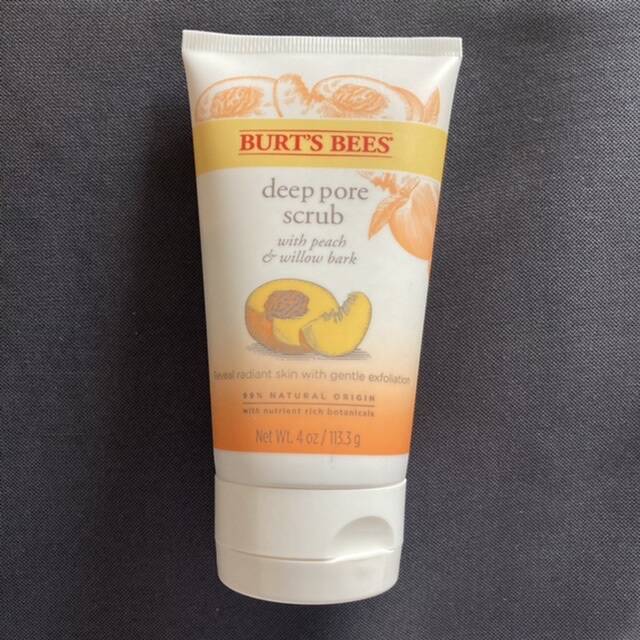 BURT'S BEES
deep pore
scrub
with peach
& willow bark
reveal radiant skin with gentle exfoliation
99% NATURAL ORIGIN
with nutrient rich botanicals
Net Wt. 4 oz / 113.3 g